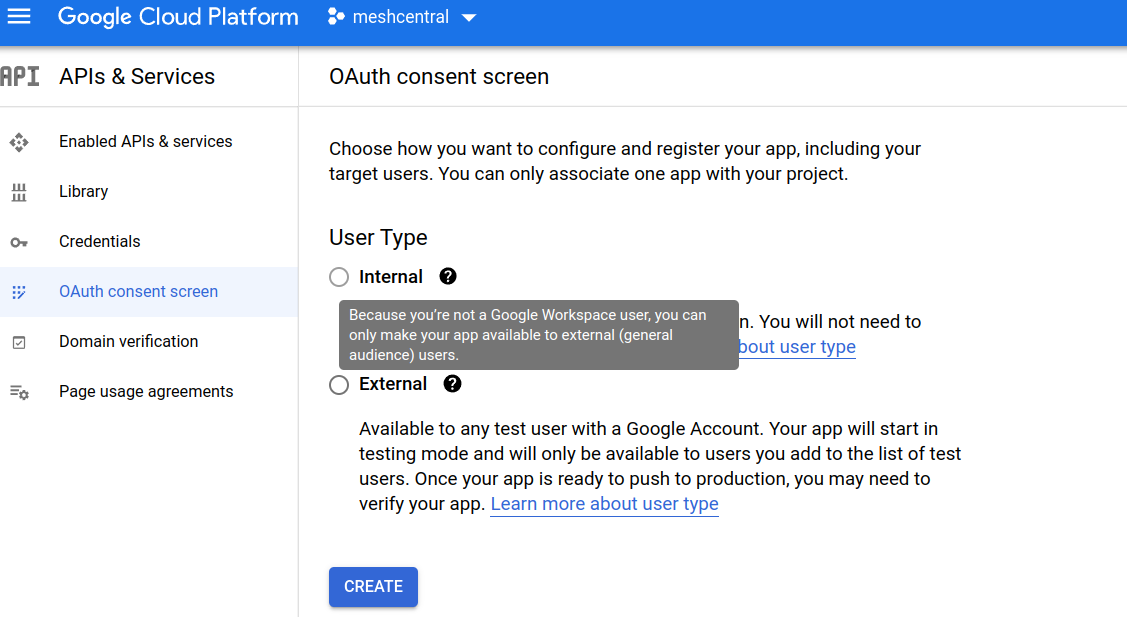 Google Cloud Platform
meshcentral
API
APIs & Services
OAuth consent screen
Enabled APIs & services
Library
Credentials
OAuth consent screen
Domain verification
Page usage agreements
Choose how you want to configure and register your app, including your
target users. You can only associate one app with your project.
User Type
Internal
Because you’re not a Google Workspace user, you can
only make your app available to external (general
audience) users.
n. You will not need to
bout user type
External
Available to any test user with a Google Account. Your app will start in
testing mode and will only be available to users you add to the list of test
users. Once your app is ready to push to production, you may need to
verify your app. Learn more about user type
CREATE